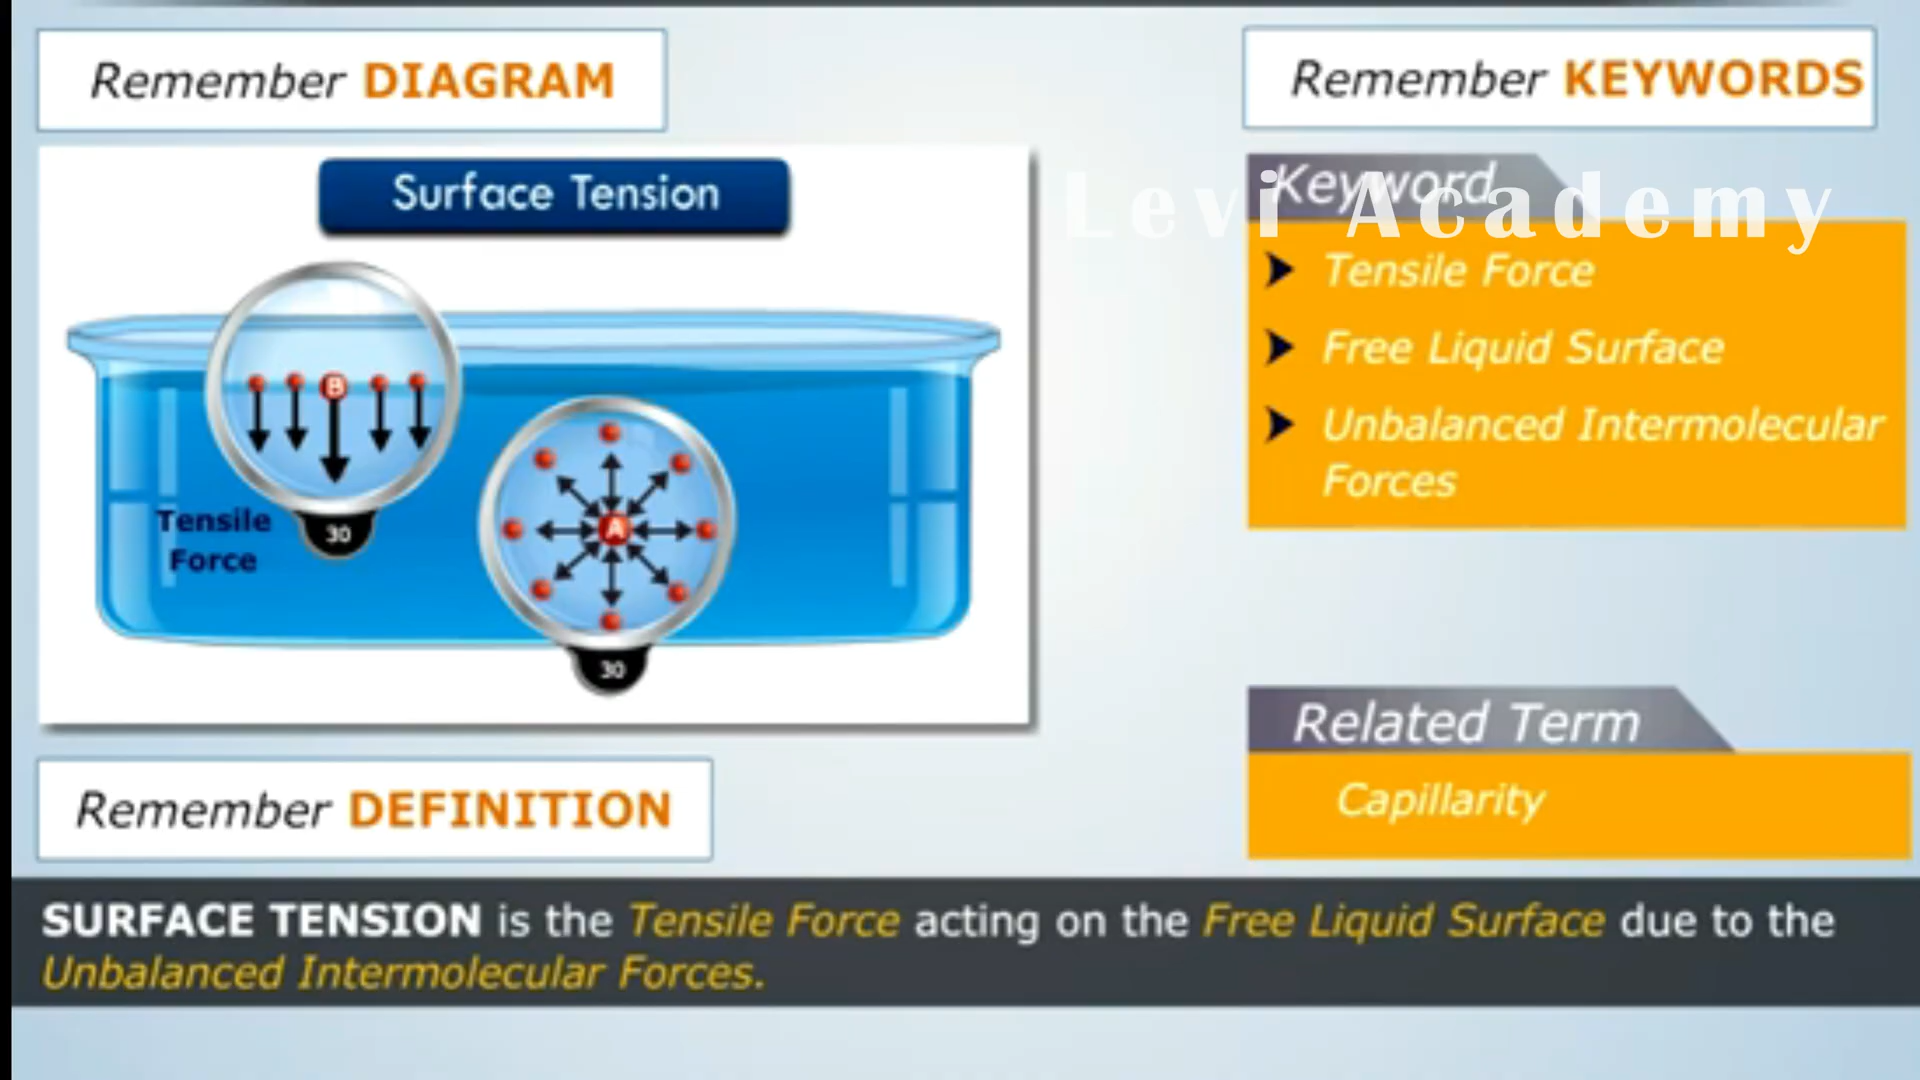 Remember DIAGRAM
Remember KEYWORDS
Surface Tension
Keyword
Levi Academy
Tensile Force
Free Liquid Surface
Unbalanced Intermolecular
Forces
B
A
Tensile
Force
30
30
Related Term
Capillarity
Remember DEFINITION
SURFACE TENSION is the Tensile Force acting on the Free Liquid Surface due to the
Unbalanced Intermolecular Forces.